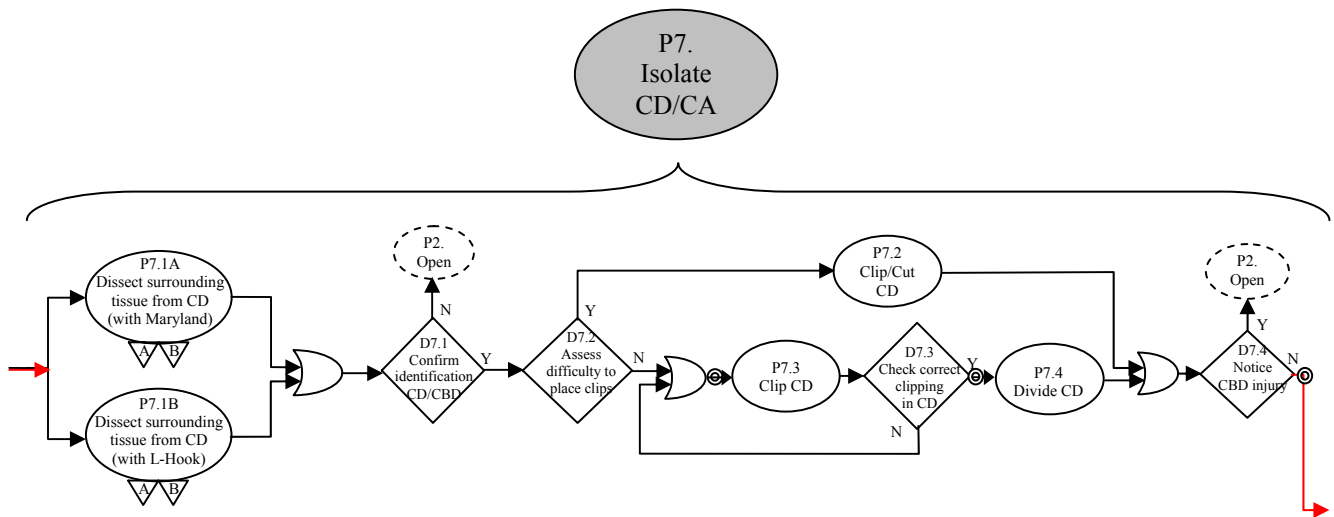 P7.
Isolate
CD/CA
P7.1A
Dissect surrounding
tissue from CD
(with Maryland)
A B
P7.1B
Dissect surrounding
tissue from CD
(with L-Hook)
A B
P2.
Open
N
D7.1
Confirm
identification
CD/CBD
Y
Y
D7.2
Assess
difficulty to
place clips
N
P7.2
Clip/Cut
CD
P7.3
Clip CD
D7.3
Check correct
clipping
in CD
Y
N
P7.4
Divide CD
P2.
Open
Y
D7.4
Notice
CBD injury
N